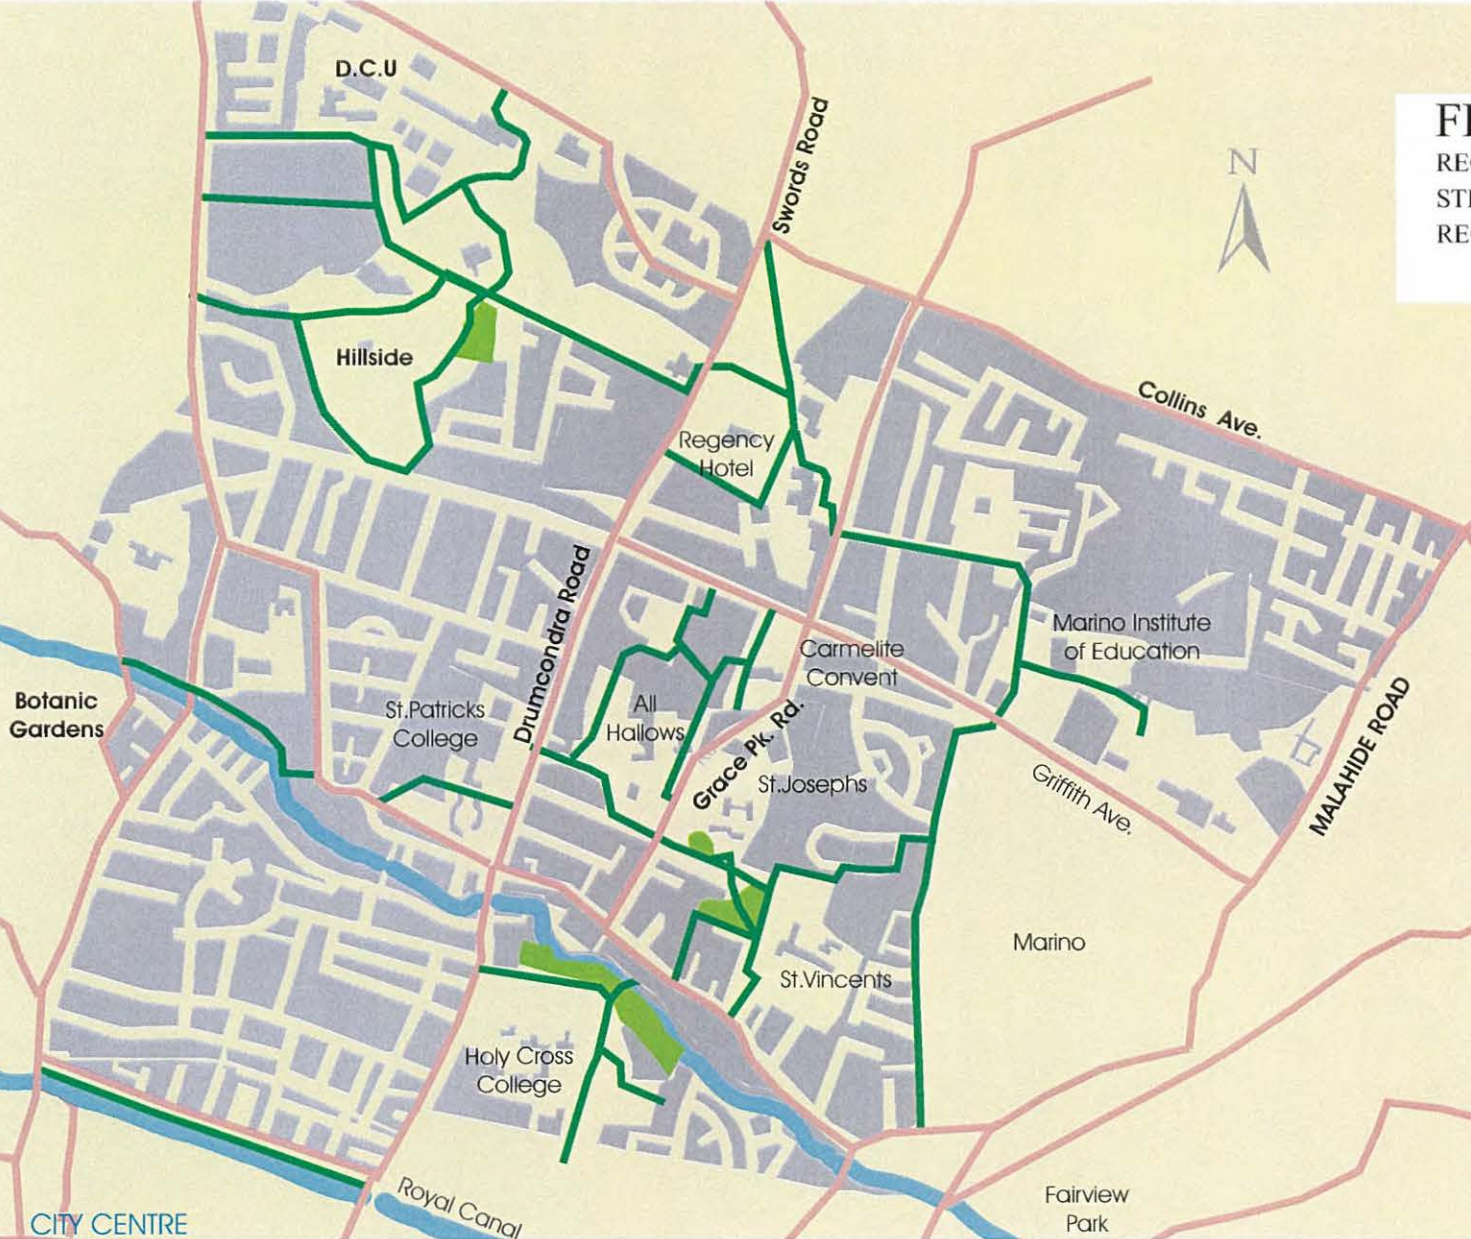 D.C.U
Swords Road
N
Hillside
Regency
Hotel
Collins Ave.
Drumcondra Road
Marino Institute
of Education
Carmelite
Convent
Botanic
Gardens
St.Patricks
College
All
Hallows
Grace Pk. Rd.
St.Josephs
Griffith Ave.
MALAHIDE ROAD
Marino
St.Vincents
Holy Cross
College
Royal Canal
CITY CENTRE
Fairview
Park